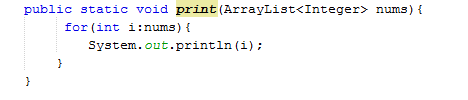 public static void print(ArrayList<Integer> nums){
for(int i:nums){
System.out.println(i);
}
}